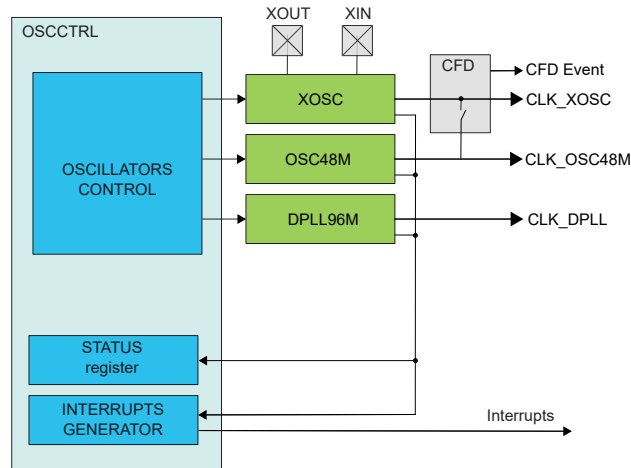 XOUT
XIN
OSCCTRL
CFD
CFD Event
XOSC
CLK_XOSC
OSCILLATORS
CONTROL
OSC48M
CLK_OSC48M
DPLL96M
CLK_DPLL
STATUS
register
INTERRUPTS
GENERATOR
Interrupts